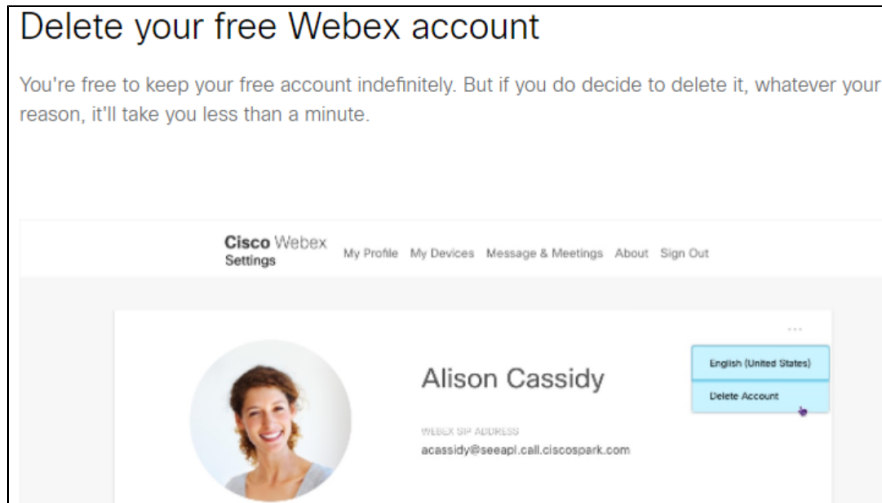 Delete your free Webex account
You're free to keep your free account indefinitely. But if you do decide to delete it, whatever your
reason, it'll take you less than a minute.
Cisco Webex
Settings
My Profile My Devices Message & Meetings About Sign Out
...
English (United States)
Delete Account
Alison Cassidy
WEBEX SIP ADDRESS
acassidy@seeapl.call.ciscospark.com